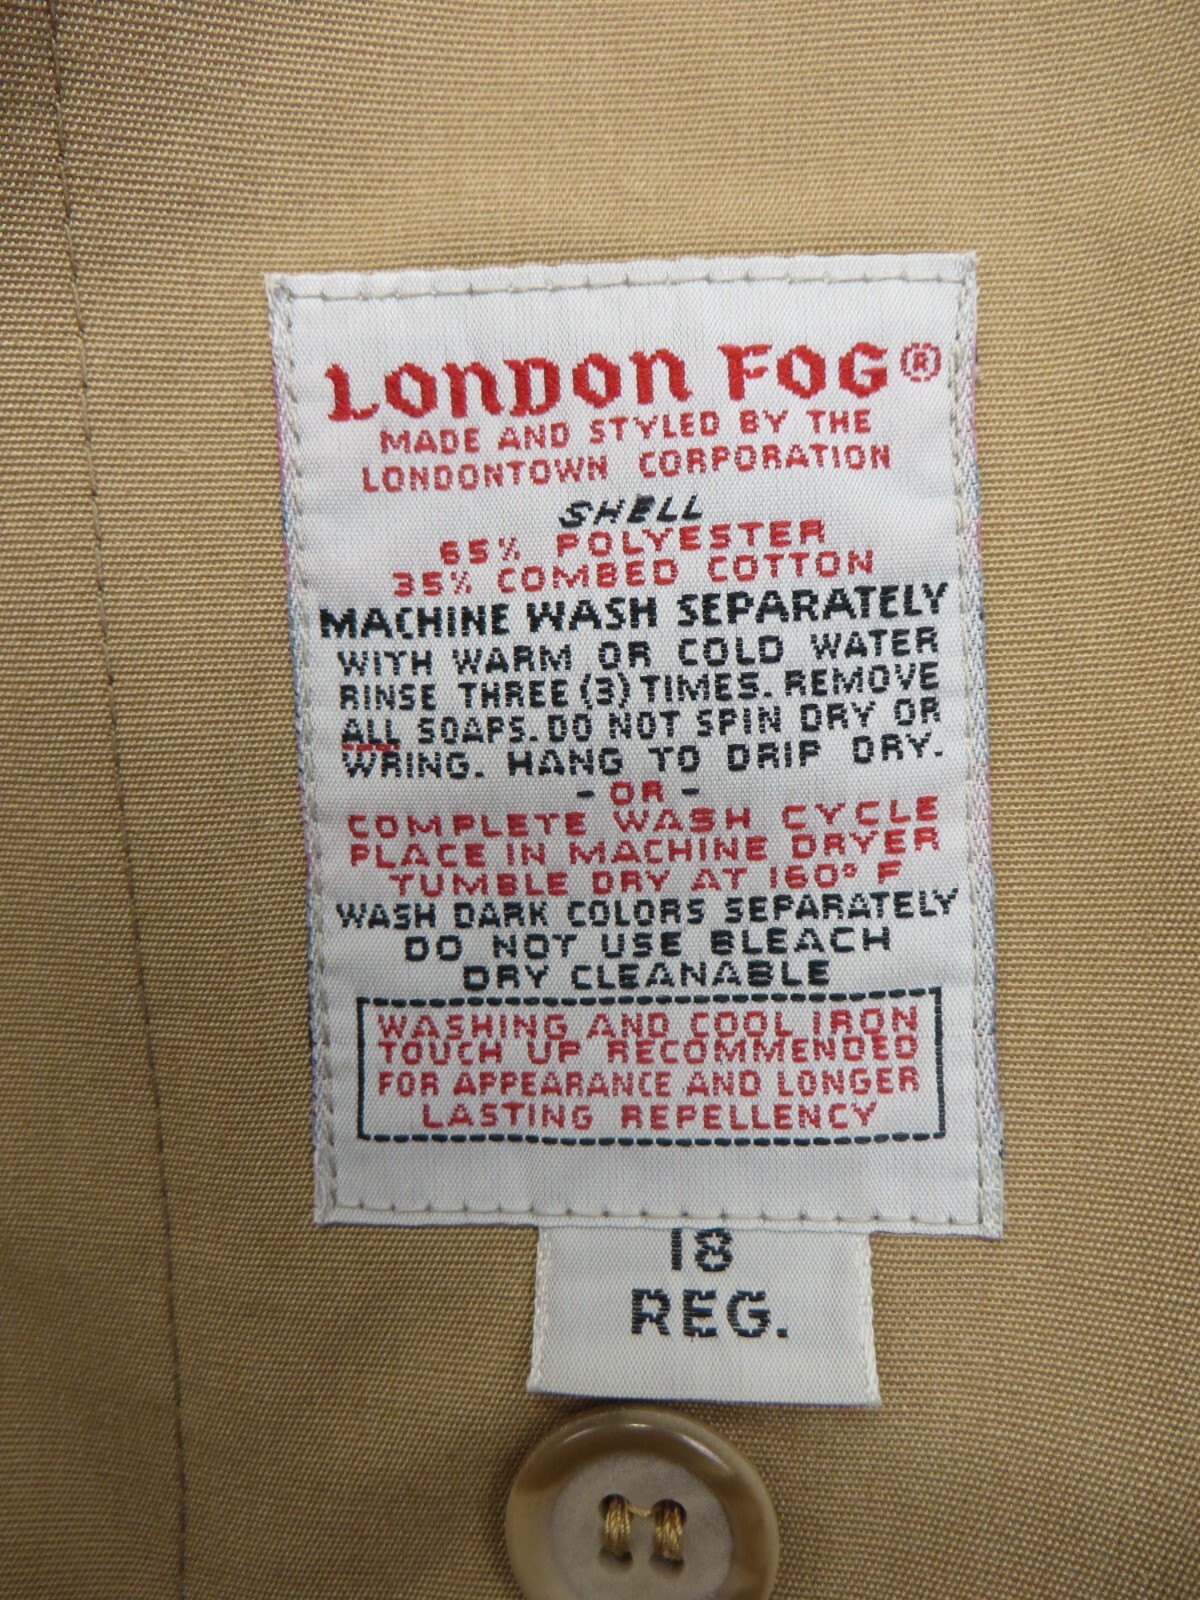 LONDON FOG®
MADE AND STYLED BY THE
LONDONTOWN CORPORATION
SHELL
65% POLYESTER
35% COMBED COTTON
MACHINE WASH SEPARATELY
WITH WARM OR COLD WATER
RINSE THREE (3) TIMES. REMOVE
ALL SOAPS. DO NOT SPIN DRY OR
WRING. HANG TO DRIP DRY.
- OR -
COMPLETE WASH CYCLE
PLACE IN MACHINE DRYER
TUMBLE DRY AT 160° F
WASH DARK COLORS SEPARATELY
DO NOT USE BLEACH
DRY CLEANABLE
WASHING AND COOL IRON
TOUCH UP RECOMMENDED
FOR APPEARANCE AND LONGER
LASTING REPELLENCY
18
REG.